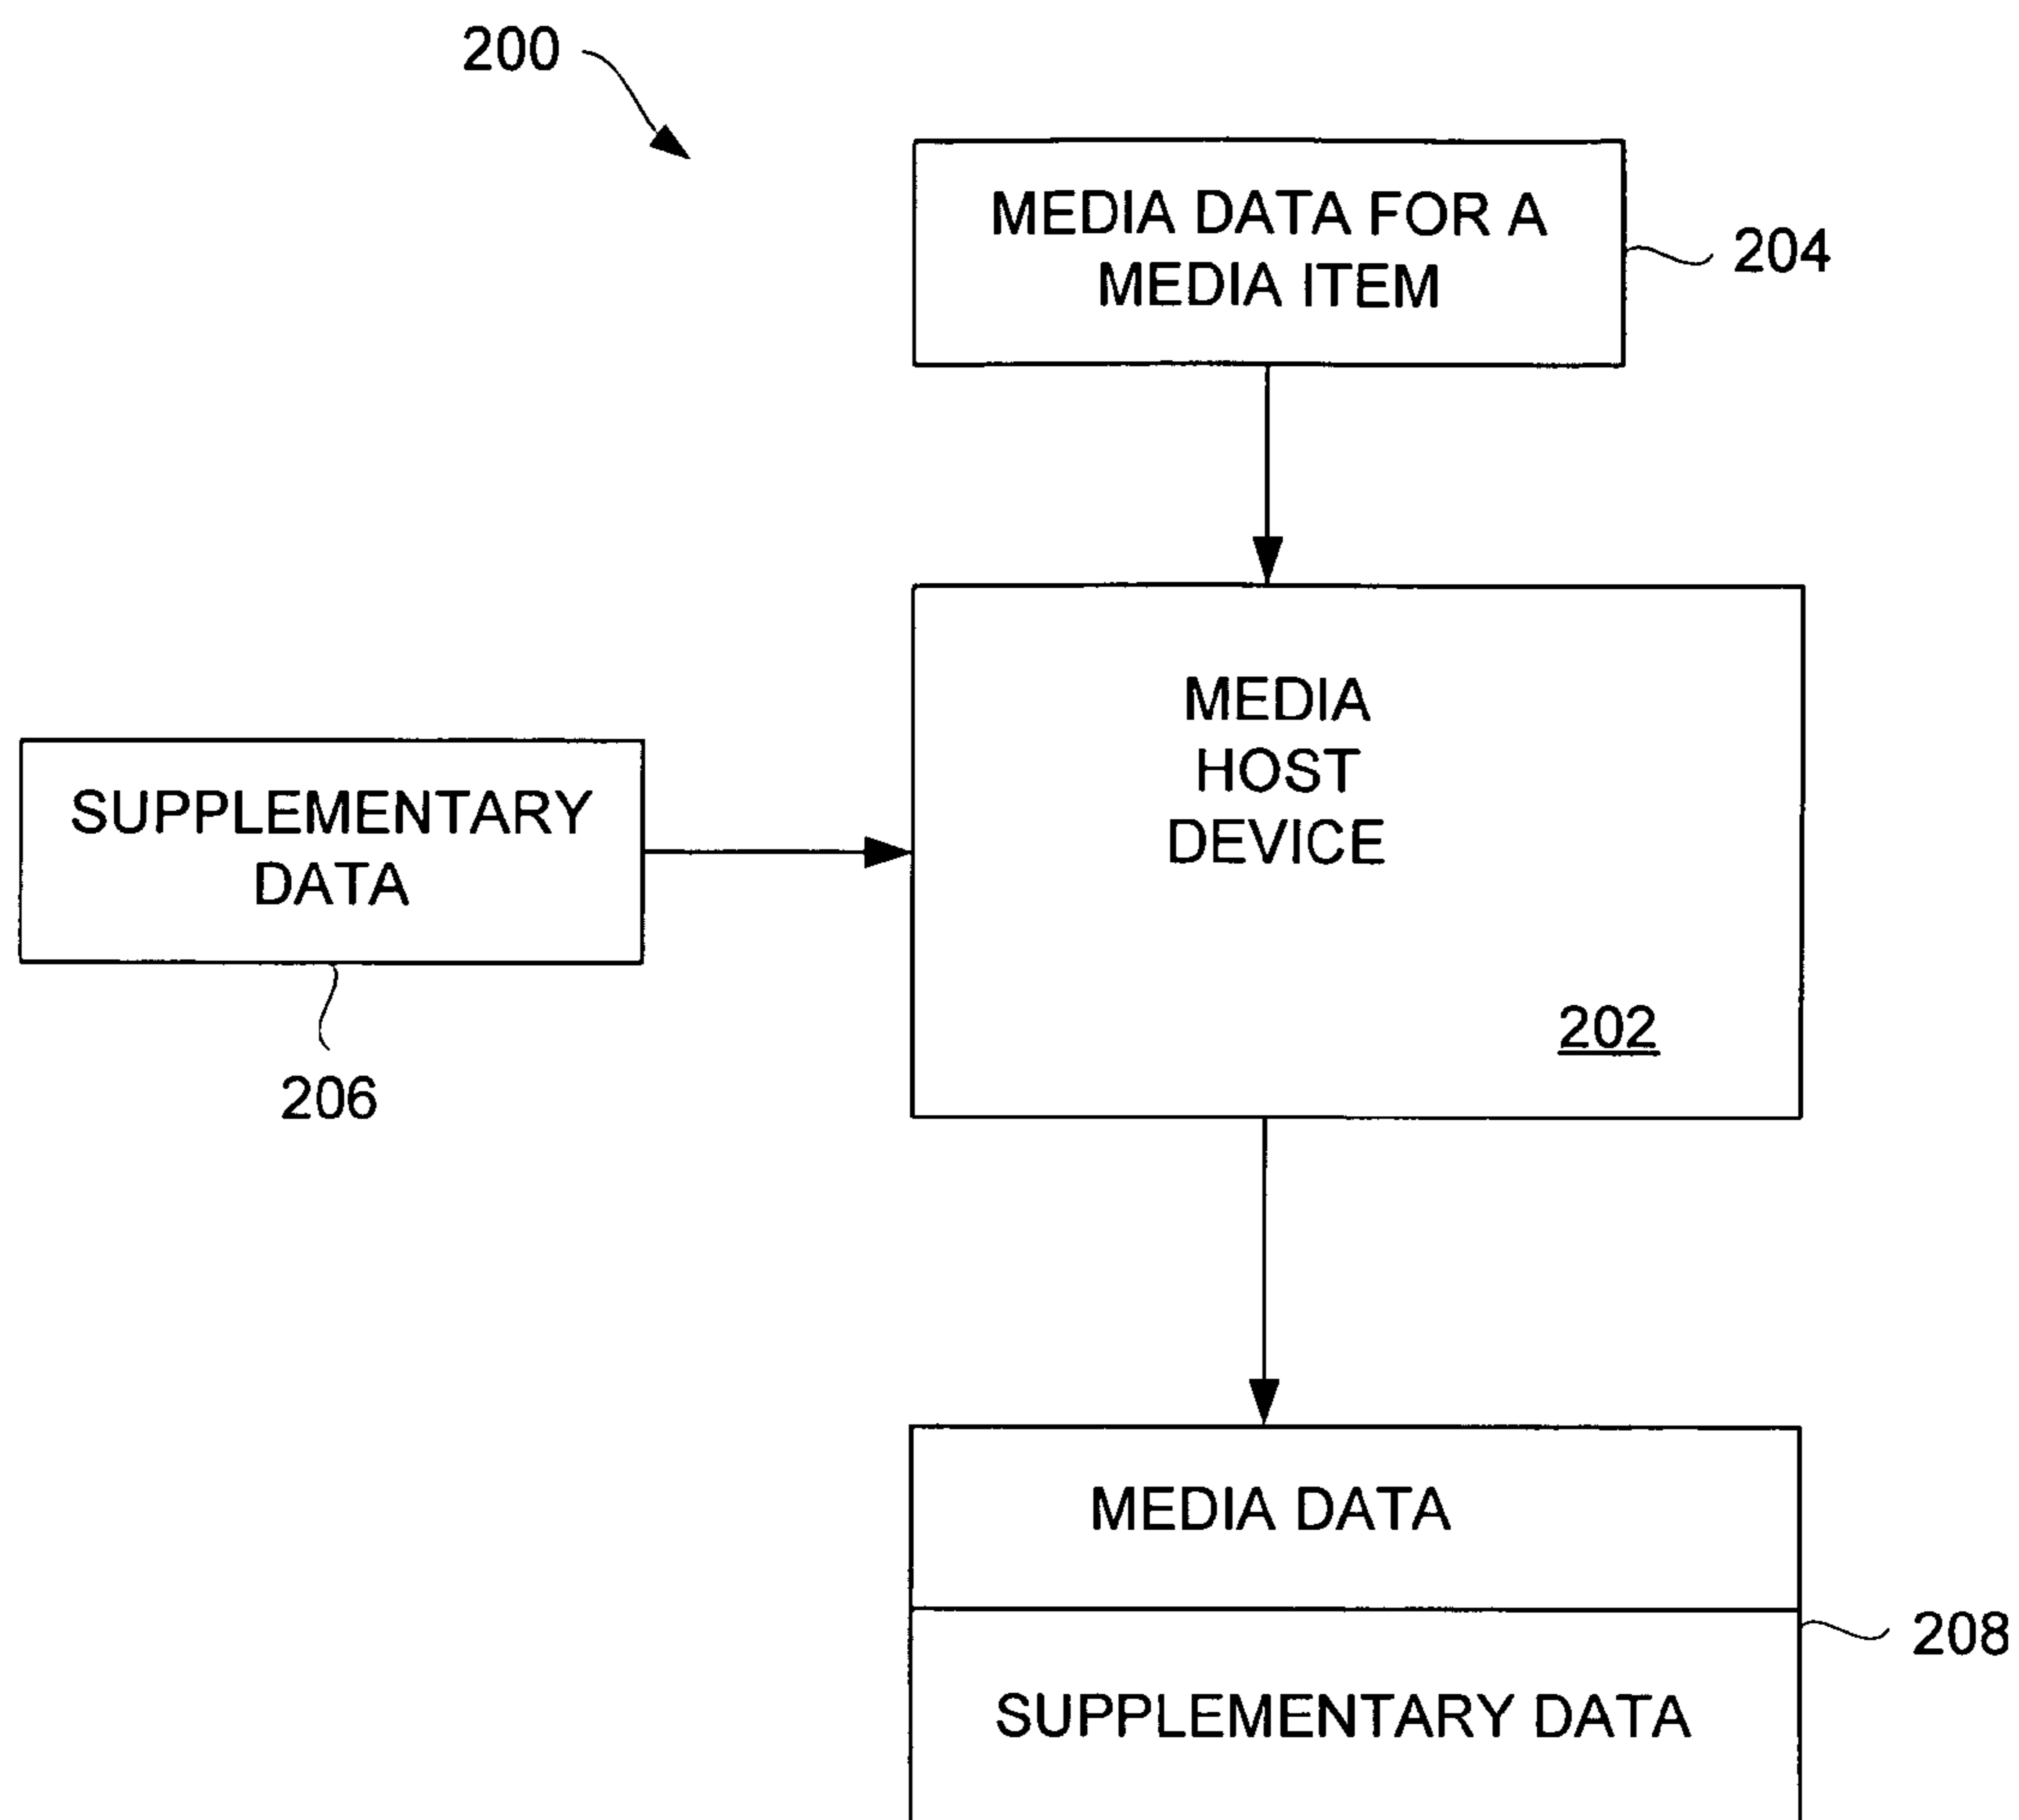 200
MEDIA DATA FOR A
MEDIA ITEM
204
MEDIA
HOST
DEVICE
202
SUPPLEMENTARY
DATA
206
MEDIA DATA
208
SUPPLEMENTARY DATA